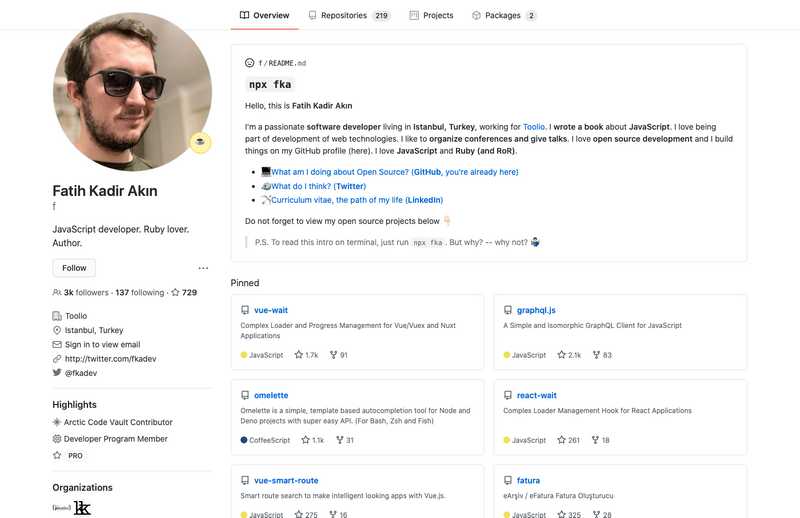 Overview
Repositories 219
Projects
Packages 2
f / README.md
npx fka
Hello, this is Fatih Kadir Akın
I'm a passionate software developer living in Istanbul, Turkey, working for Toolio. I wrote a book about JavaScript. I love being
part of development of web technologies. I like to organize conferences and give talks. I love open source development and I build
things on my GitHub profile (here). I love JavaScript and Ruby (and RoR).
What am I doing about Open Source? (GitHub, you're already here)
What do I think? (Twitter)
Curriculum vitae, the path of my life (LinkedIn)
Do not forget to view my open source projects below 👇🏻
P.S. To read this intro on terminal, just run npx fka . But why? -- why not?
Fatih Kadir Akın
f
JavaScript developer. Ruby lover.
Author.
Follow
3k followers · 137 following · 729
Toolio
Istanbul, Turkey
Sign in to view email
http://twitter.com/fkadev
@fkadev
Highlights
Arctic Code Vault Contributor
Developer Program Member
PRO
Organizations
Pinned
vue-wait
Complex Loader and Progress Management for Vue/Vuex and Nuxt
Applications
JavaScript 1.7k 91
graphql.js
A Simple and Isomorphic GraphQL Client for JavaScript
JavaScript 2.1k 83
omelette
Omelette is a simple, template based autocompletion tool for Node and
Deno projects with super easy API. (For Bash, Zsh and Fish)
CoffeeScript 1.1k 31
react-wait
Complex Loader Management Hook for React Applications
JavaScript 261 18
vue-smart-route
Smart route search to make intelligent looking apps with Vue.js.
JavaScript 275 16
fatura
eArşiv / eFatura Fatura Oluşturucu
JavaScript 325 28